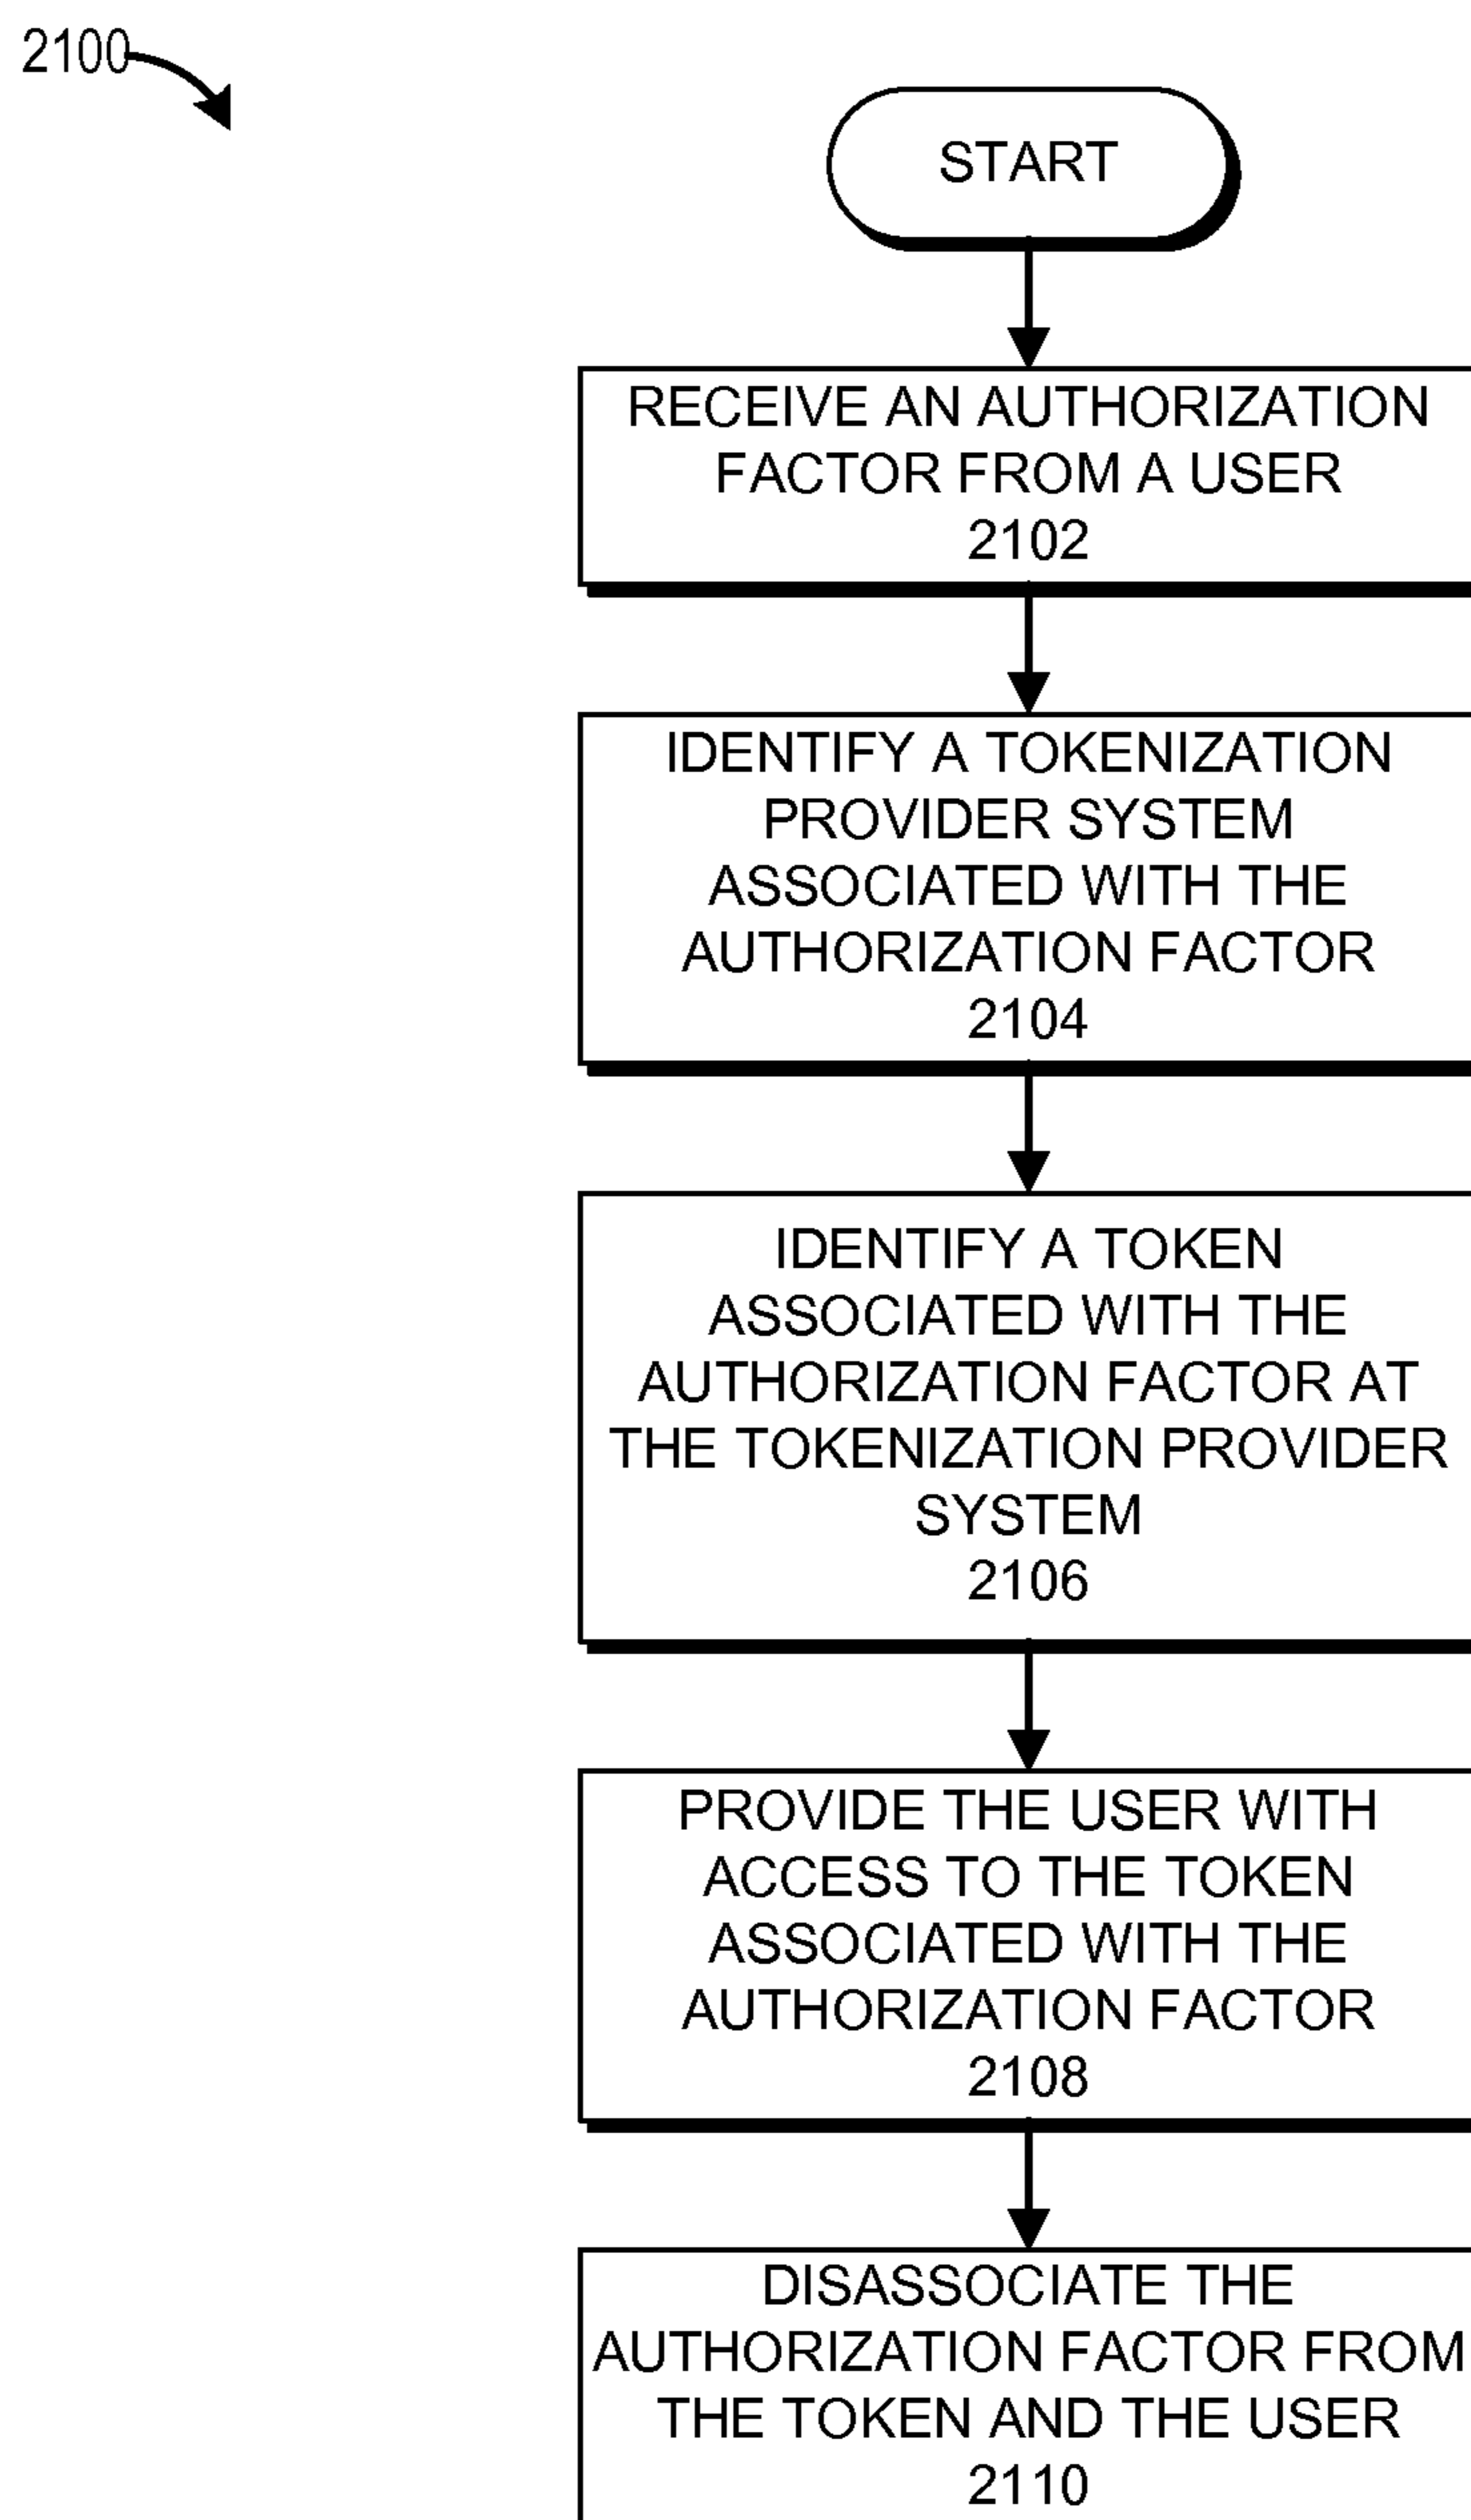 2100
START
RECEIVE AN AUTHORIZATION
FACTOR FROM A USER
2102
IDENTIFY A TOKENIZATION
PROVIDER SYSTEM
ASSOCIATED WITH THE
AUTHORIZATION FACTOR
2104
IDENTIFY A TOKEN
ASSOCIATED WITH THE
AUTHORIZATION FACTOR AT
THE TOKENIZATION PROVIDER
SYSTEM
2106
PROVIDE THE USER WITH
ACCESS TO THE TOKEN
ASSOCIATED WITH THE
AUTHORIZATION FACTOR
2108
DISASSOCIATE THE
AUTHORIZATION FACTOR FROM
THE TOKEN AND THE USER
2110